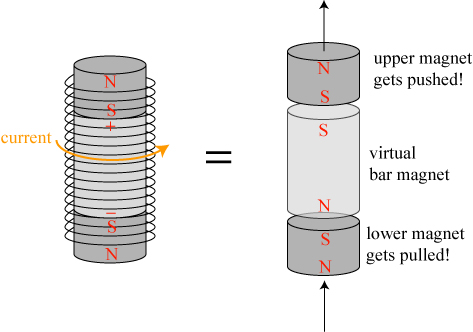 N
S
+
current
–
S
N
=
N
S
upper magnet
gets pushed!
S
virtual
bar magnet
N
S
lower magnet
gets pulled!
N